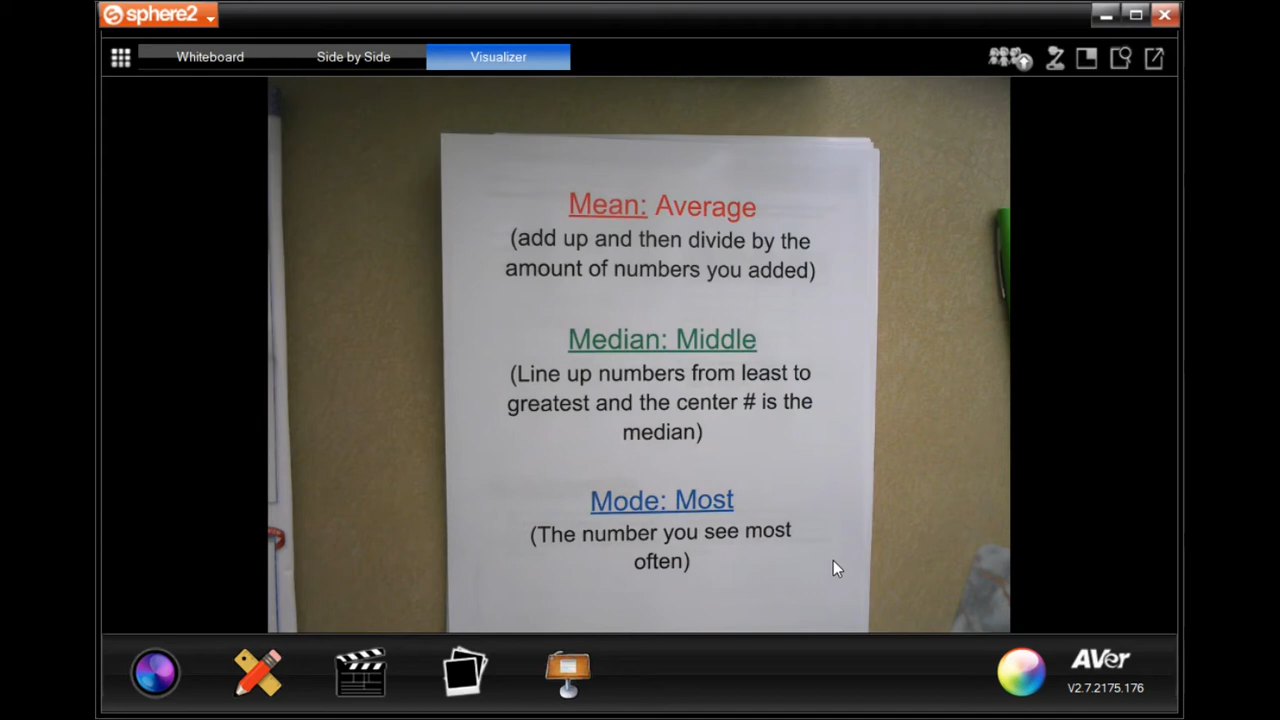 sphere2
Whiteboard Side by Side Visualizer
Mean: Average
(add up and then divide by the
amount of numbers you added)
Median: Middle
(Line up numbers from least to
greatest and the center # is the
median)
Mode: Most
(The number you see most
often)
AVer
V2.7.2175.176